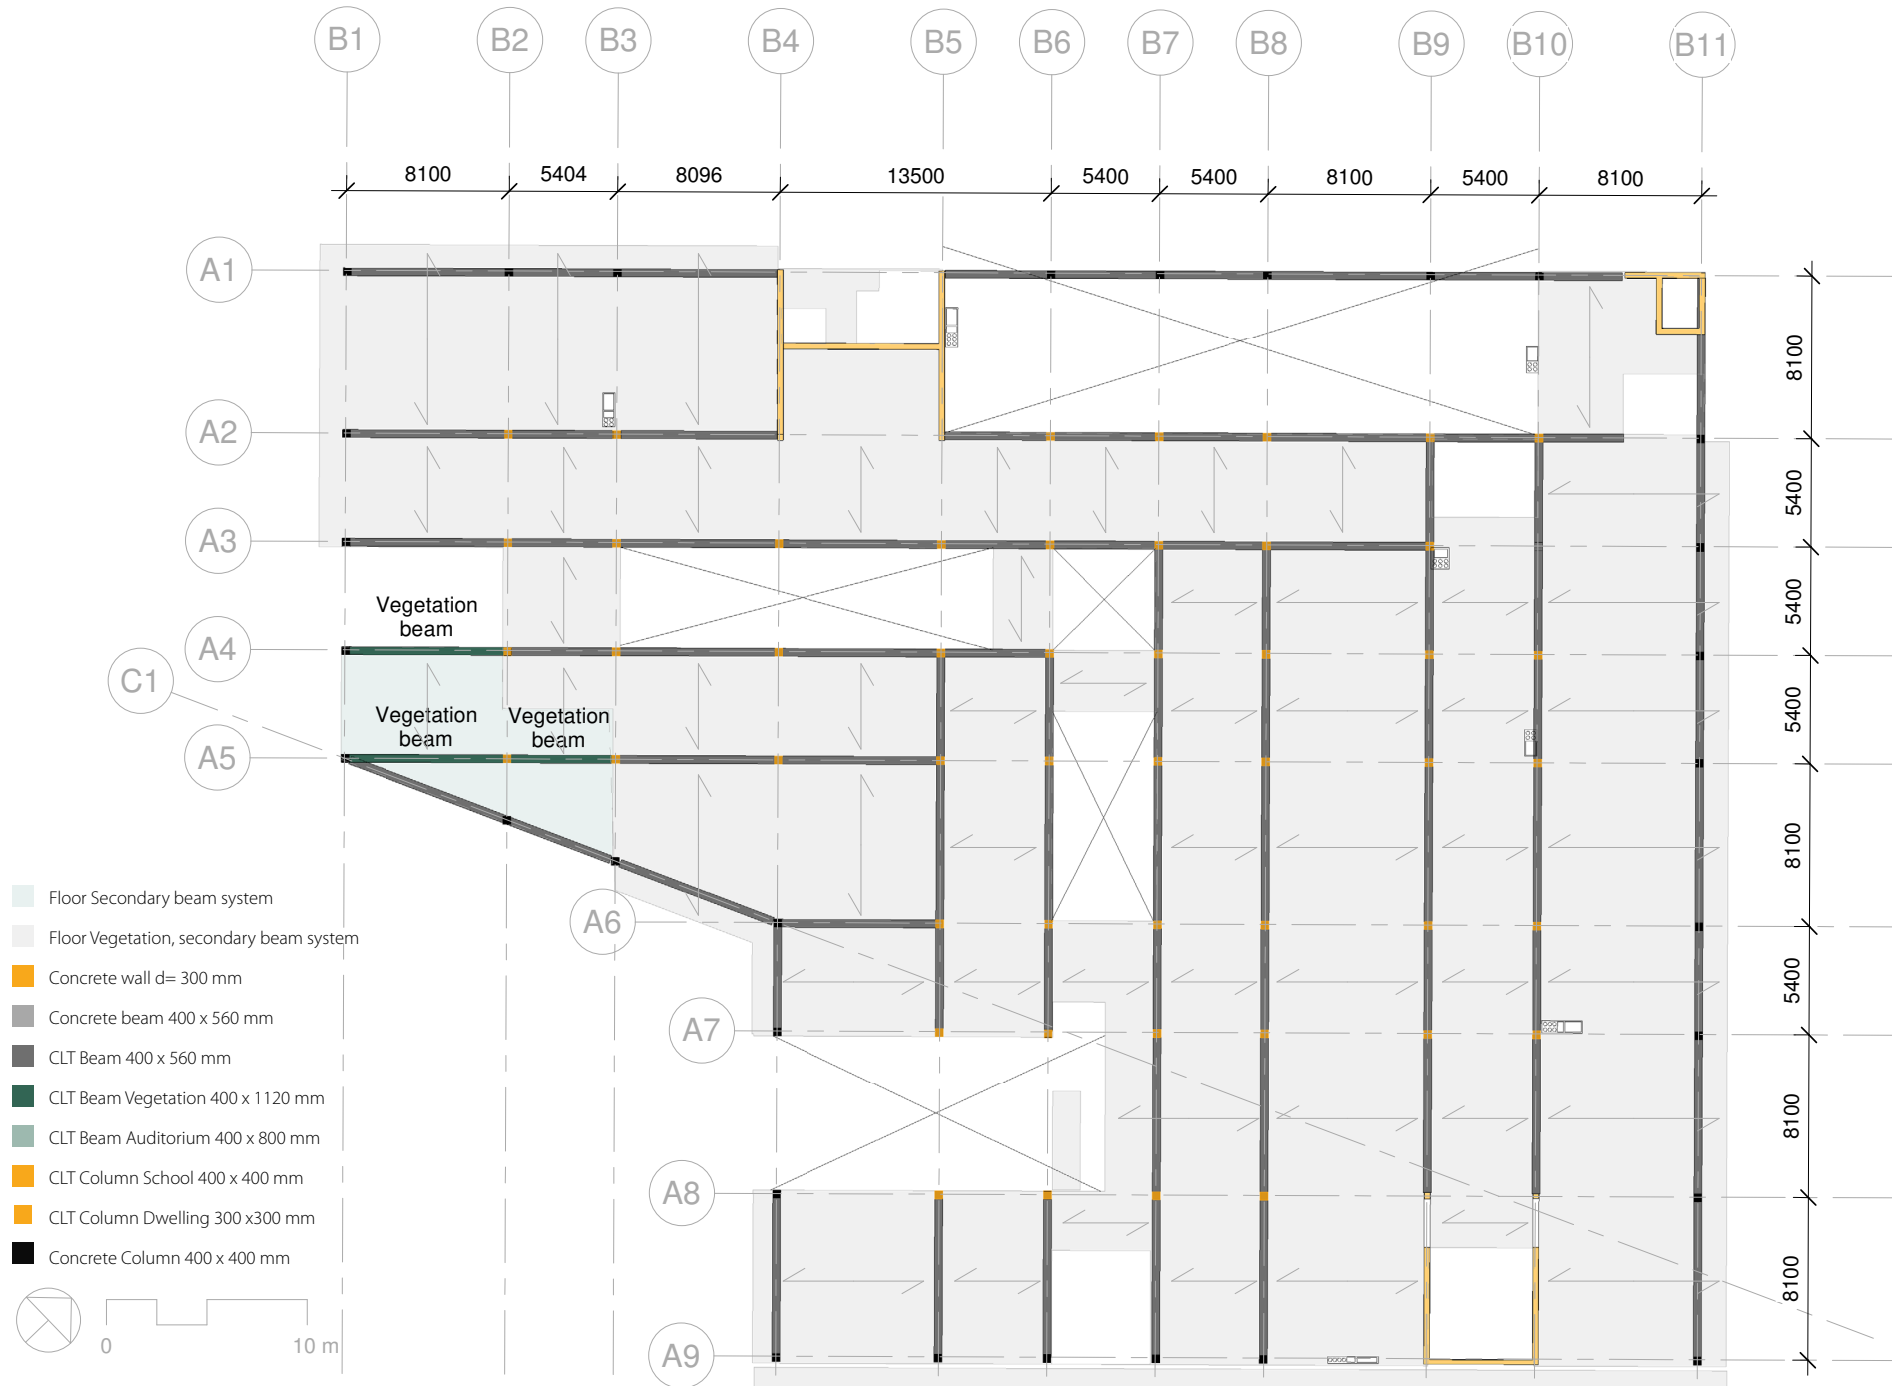 B1 B2 B3 B4 B5 B6 B7 B8 B9 B10 B11
8100 5404 8096 13500 5400 5400 8100 5400 8100
A1
8100
A2
5400
A3
5400
Vegetation
beam
A4
C1
5400
Vegetation
beam
Vegetation
beam
A5
8100
A6
5400
A7
8100
A8
8100
A9
Floor Secondary beam system
Floor Vegetation, secondary beam system
Concrete wall d= 300 mm
Concrete beam 400 x 560 mm
CLT Beam 400 x 560 mm
CLT Beam Vegetation 400 x 1120 mm
CLT Beam Auditorium 400 x 800 mm
CLT Column School 400 x 400 mm
CLT Column Dwelling 300 x300 mm
Concrete Column 400 x 400 mm
0 10 m